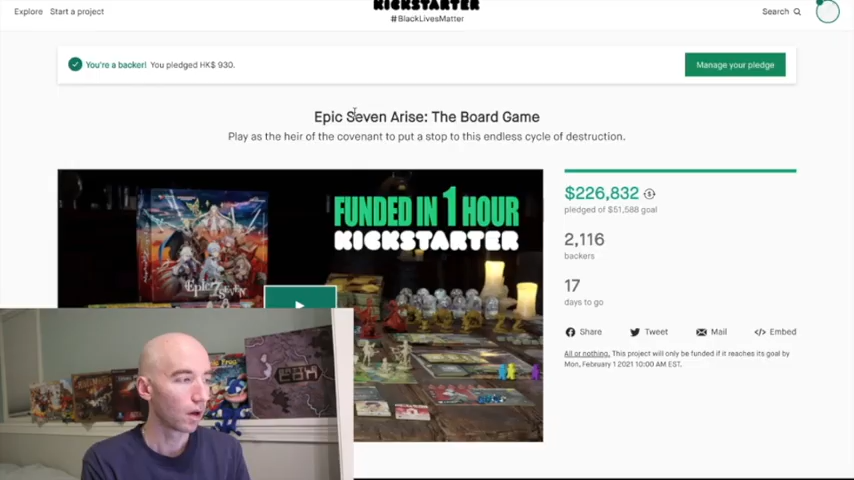 Explore Start a project
KICKSTARTER
#BlackLivesMatter
Search
You're a backer! You pledged HK$ 930.
Manage your pledge
Epic Seven Arise: The Board Game
Play as the heir of the covenant to put a stop to this endless cycle of destruction.
FUNDED IN 1 HOUR
KICKSTARTER
Epic Seven
$226,832
pledged of $51,588 goal
2,116
backers
17
days to go
Share Tweet Mail Embed
All or nothing. This project will only be funded if it reaches its goal by
Mon, February 1 2021 10:00 AM EST.